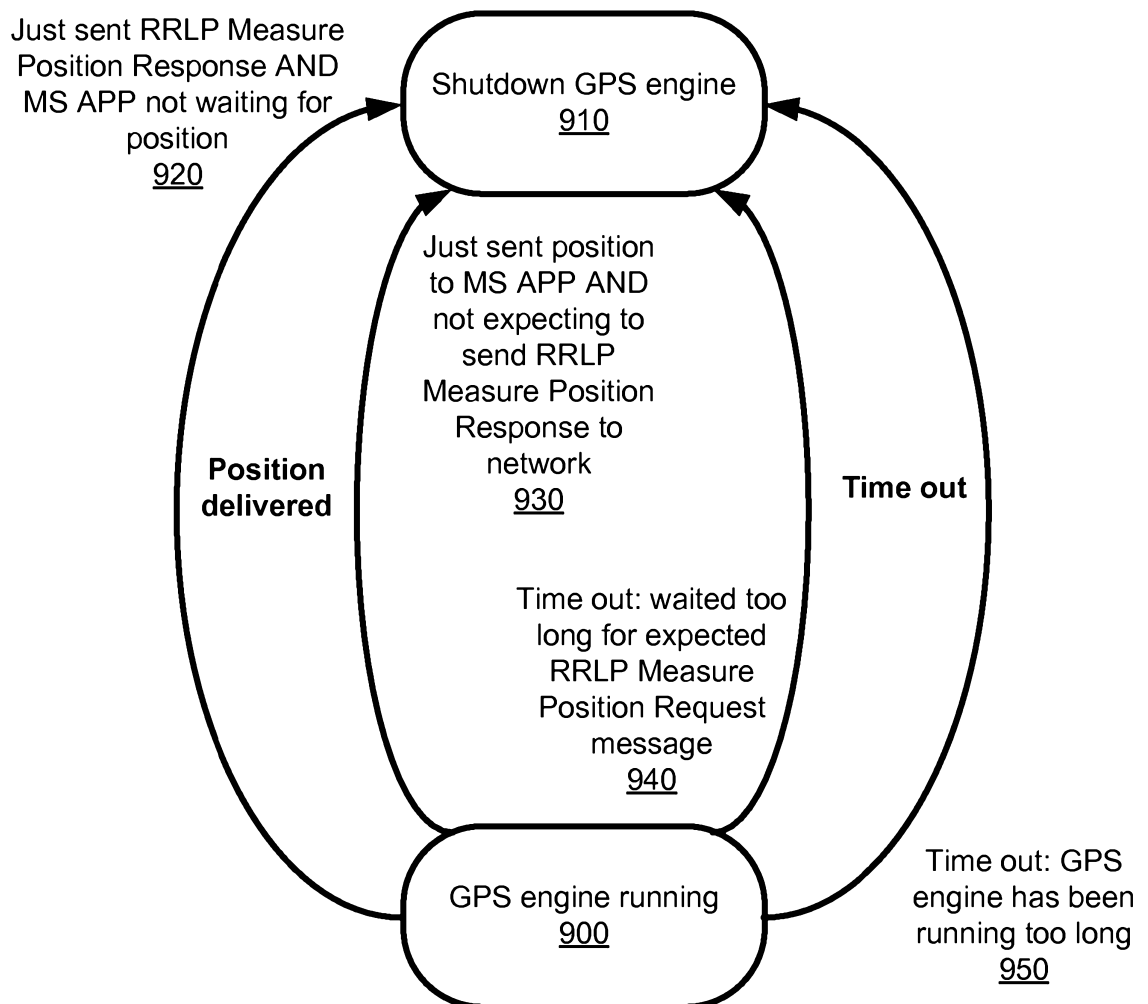 Just sent RRLP Measure
Position Response AND
MS APP not waiting for
position
920
Shutdown GPS engine
910
Just sent position
to MS APP AND
not expecting to
send RRLP
Measure Position
Response to
network
930
Position
delivered
Time out
Time out: waited too
long for expected
RRLP Measure
Position Request
message
940
GPS engine running
900
Time out: GPS
engine has been
running too long
950